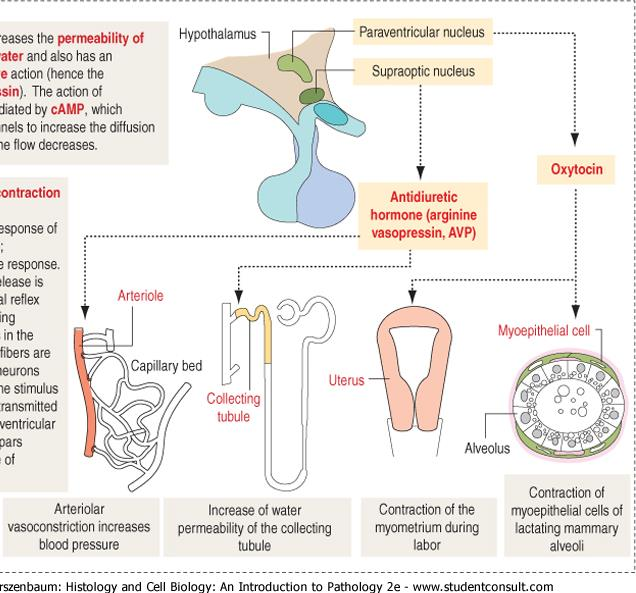 reases the permeability of
water and also has an
e action (hence the
ssin). The action of
diated by cAMP, which
nnels to increase the diffusion
ne flow decreases.
contraction
esponse of
;
e response.
elease is
al reflex
ing
s in the
fibers are
neurons
he stimulus
transmitted
ventricular
pars
e of
Hypothalamus
Paraventricular nucleus
Supraoptic nucleus
Antidiuretic
hormone (arginine
vasopressin, AVP)
Oxytocin
Arteriole
Capillary bed
Collecting
tubule
Uterus
Myoepithelial cell
Alveolus
Arteriolar
vasoconstriction increases
blood pressure
Increase of water
permeability of the collecting
tubule
Contraction of the
myometrium during
labor
Contraction of
myoepithelial cells of
lactating mammary
alveoli
rszenbaum: Histology and Cell Biology: An Introduction to Pathology 2e - www.studentconsult.com